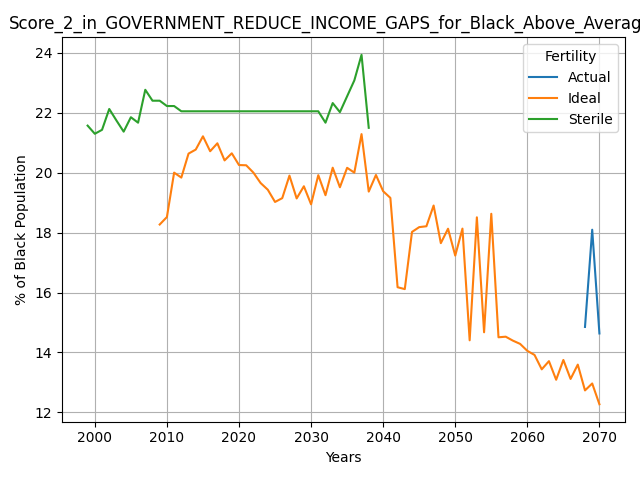 Score_2_in_GOVERNMENT_REDUCE_INCOME_GAPS_for_Black_Above_Averag
Fertility
Actual
Ideal
Sterile
% of Black Population
24
22
20
18
16
14
12
2000 2010 2020 2030 2040 2050 2060 2070
Years